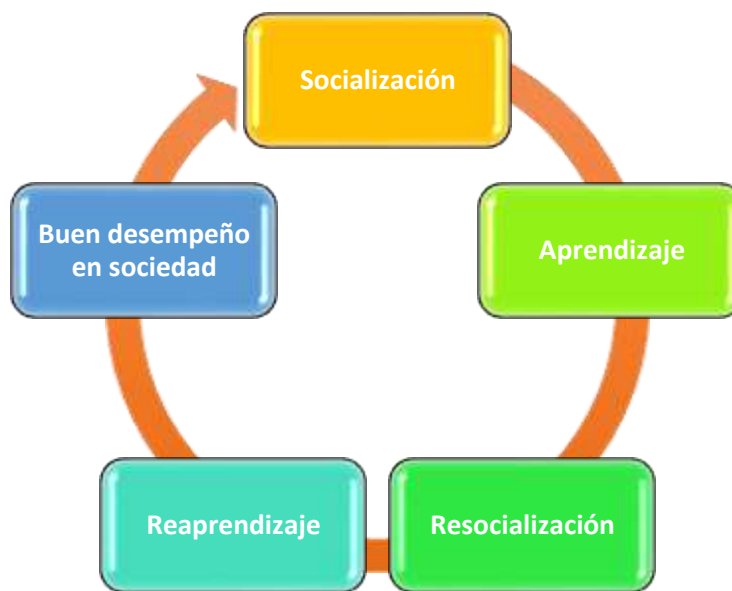 Socialización
Aprendizaje
Resocialización
Reaprendizaje
Buen desempeño
en sociedad